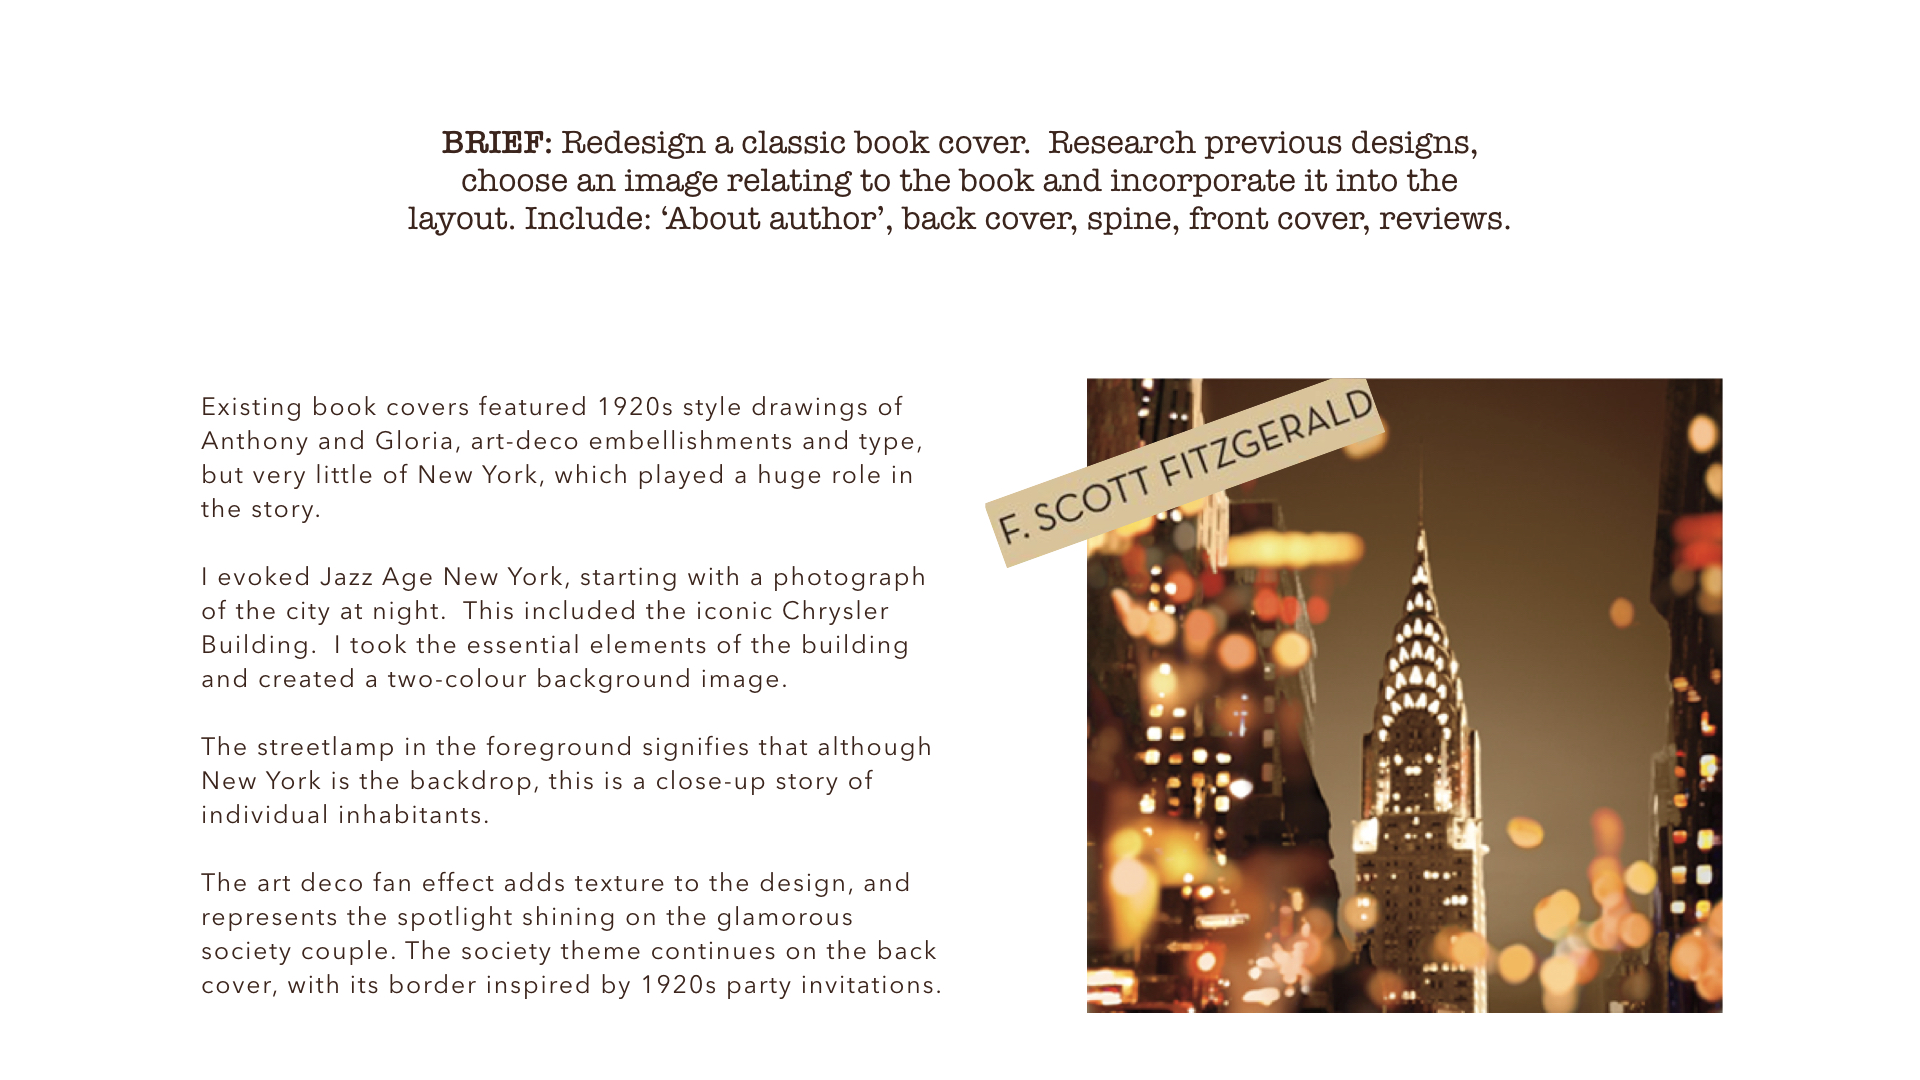 BRIEF: Redesign a classic book cover.  Research previous designs,
choose an image relating to the book and incorporate it into the
layout. Include: ‘About author’, back cover, spine, front cover, reviews.
Existing book covers featured 1920s style drawings of
Anthony and Gloria, art-deco embellishments and type,
but very little of New York, which played a huge role in
the story.
I evoked Jazz Age New York, starting with a photograph
of the city at night.  This included the iconic Chrysler
Building.  I took the essential elements of the building
and created a two-colour background image.
The streetlamp in the foreground signifies that although
New York is the backdrop, this is a close-up story of
individual inhabitants.
The art deco fan effect adds texture to the design, and
represents the spotlight shining on the glamorous
society couple. The society theme continues on the back
cover, with its border inspired by 1920s party invitations.
F. SCOTT FITZGERALD